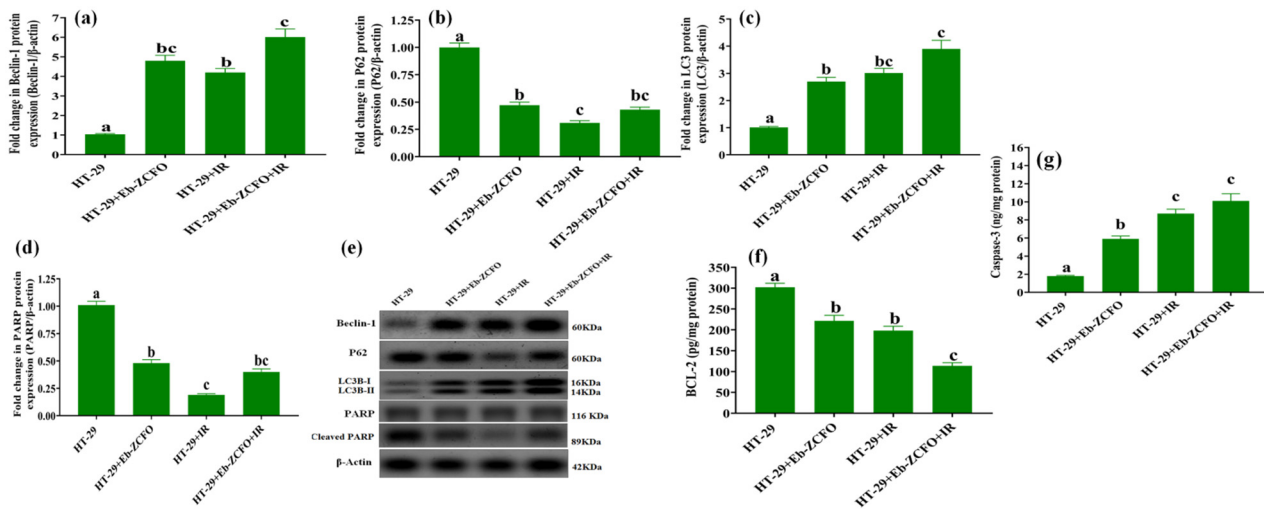 (a)
Fold change in Beclin-1 protein
expression (Beclin-1/β-actin)
8
6
4
2
0
a
bc
b
c
HT-29
HT-29+Eb-ZCFO
HT-29+IR
HT-29+Eb-ZCFO+IR
(b)
Fold change in P62 protein
expression (P62/β-actin)
1.25
1.00
0.75
0.50
0.25
0.00
a
b
c
bc
HT-29
HT-29+Eb-ZCFO
HT-29+IR
HT-29+Eb-ZCFO+IR
(c)
Fold change in LC3 protein
expression (LC3/β-actin)
5
4
3
2
1
0
a
b
bc
c
HT-29
HT-29+Eb-ZCFO
HT-29+IR
HT-29+Eb-ZCFO+IR
(d)
Fold change in PARP protein
expression (PARP/β-actin)
1.25
1.00
0.75
0.50
0.25
0.00
a
b
c
bc
HT-29
HT-29+Eb-ZCFO
HT-29+IR
HT-29+Eb-ZCFO+IR
(e)
HT-29
HT-29+Eb-ZCFO
HT-29+IR
HT-29+Eb-ZCFO+IR
Beclin-1
60KDa
P62
60KDa
LC3B-I
16KDa
LC3B-II
14KDa
PARP
116 KDa
Cleaved PARP
89KDa
β-Actin
42KDa
(f)
BCL-2 (pg/mg protein)
350
300
250
200
150
100
50
0
a
b
b
c
HT-29
HT-29+Eb-ZCFO
HT-29+IR
HT-29+Eb-ZCFO+IR
(g)
Caspase-3 (ng/mg protein)
16
14
12
10
8
6
4
2
0
a
b
c
c
HT-29
HT-29+Eb-ZCFO
HT-29+IR
HT-29+Eb-ZCFO+IR